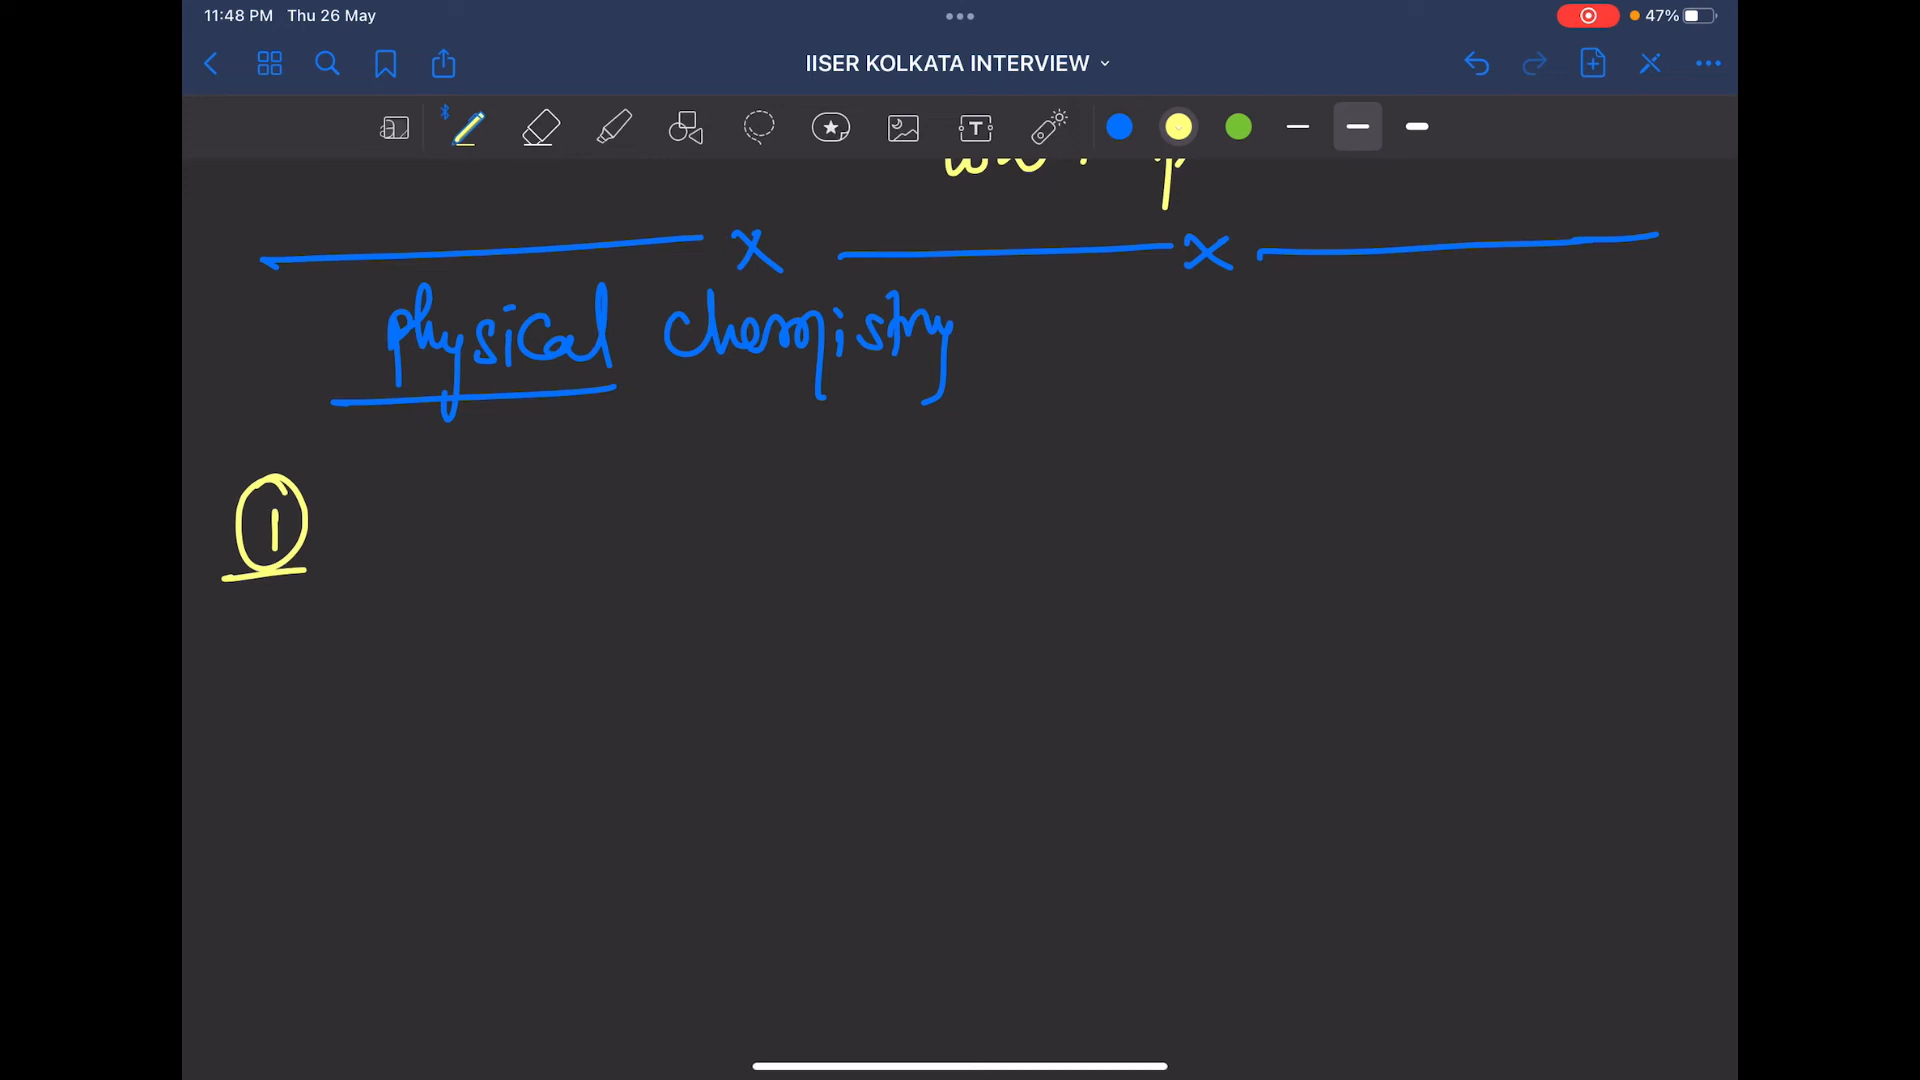 11:48 PM Thu 26 May
47%
IISER KOLKATA INTERVIEW
T
x x
physical chemistry
1